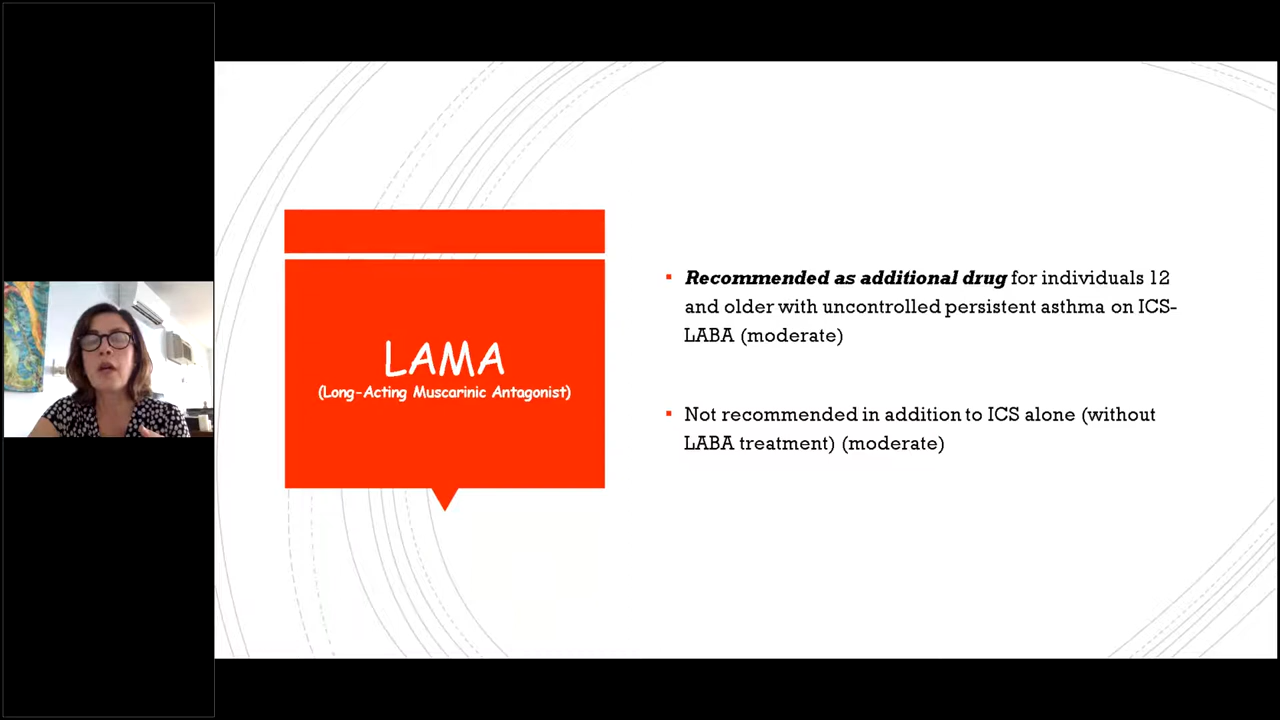 LAMA
(Long-Acting Muscarinic Antagonist)
Recommended as additional drug for individuals 12
and older with uncontrolled persistent asthma on ICS-
LABA (moderate)
Not recommended in addition to ICS alone (without
LABA treatment) (moderate)